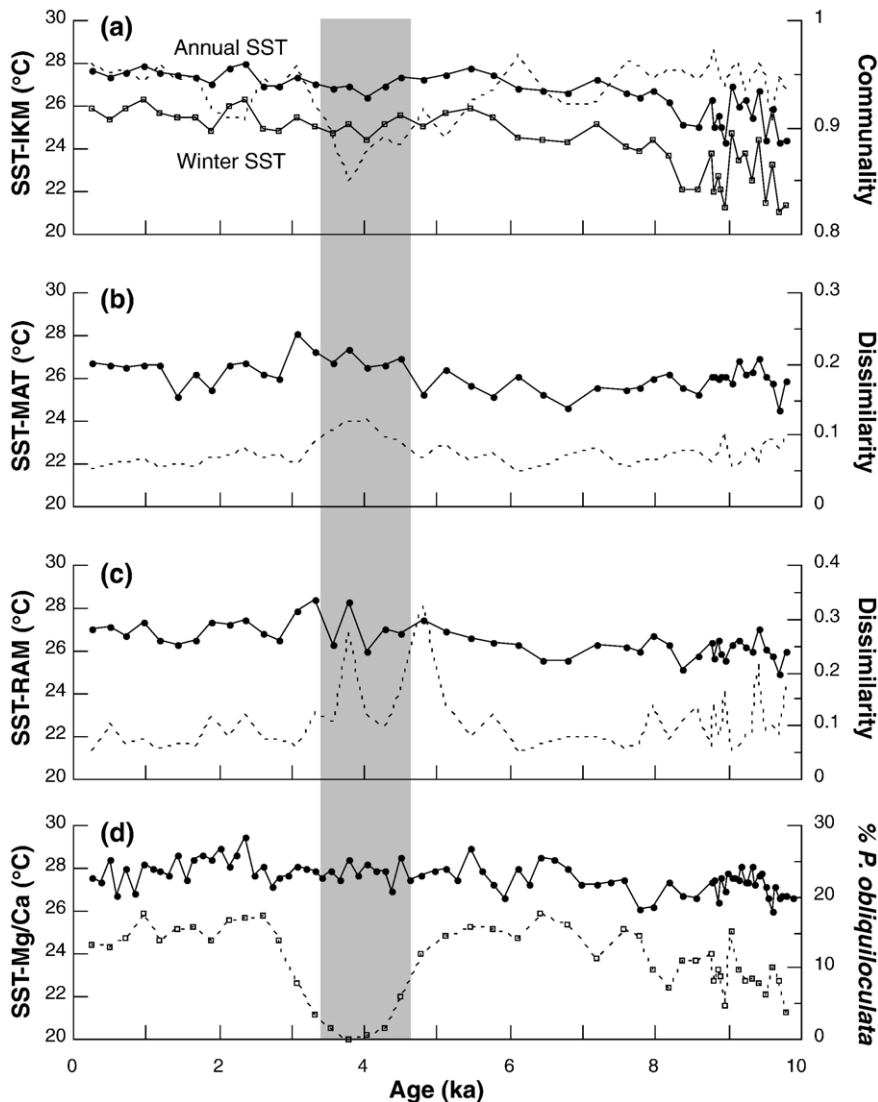 (a)
Annual SST
Winter SST
SST-IKM (°C)
30
28
26
24
22
20
Communality
1
0.9
0.8
(b)
SST-MAT (°C)
30
28
26
24
22
20
Dissimilarity
0.3
0.2
0.1
0
(c)
SST-RAM (°C)
30
28
26
24
22
20
Dissimilarity
0.4
0.3
0.2
0.1
0
(d)
SST-Mg/Ca (°C)
30
28
26
24
22
20
% P. obliquiloculata
30
20
10
0
0 2 4 6 8 10
Age (ka)